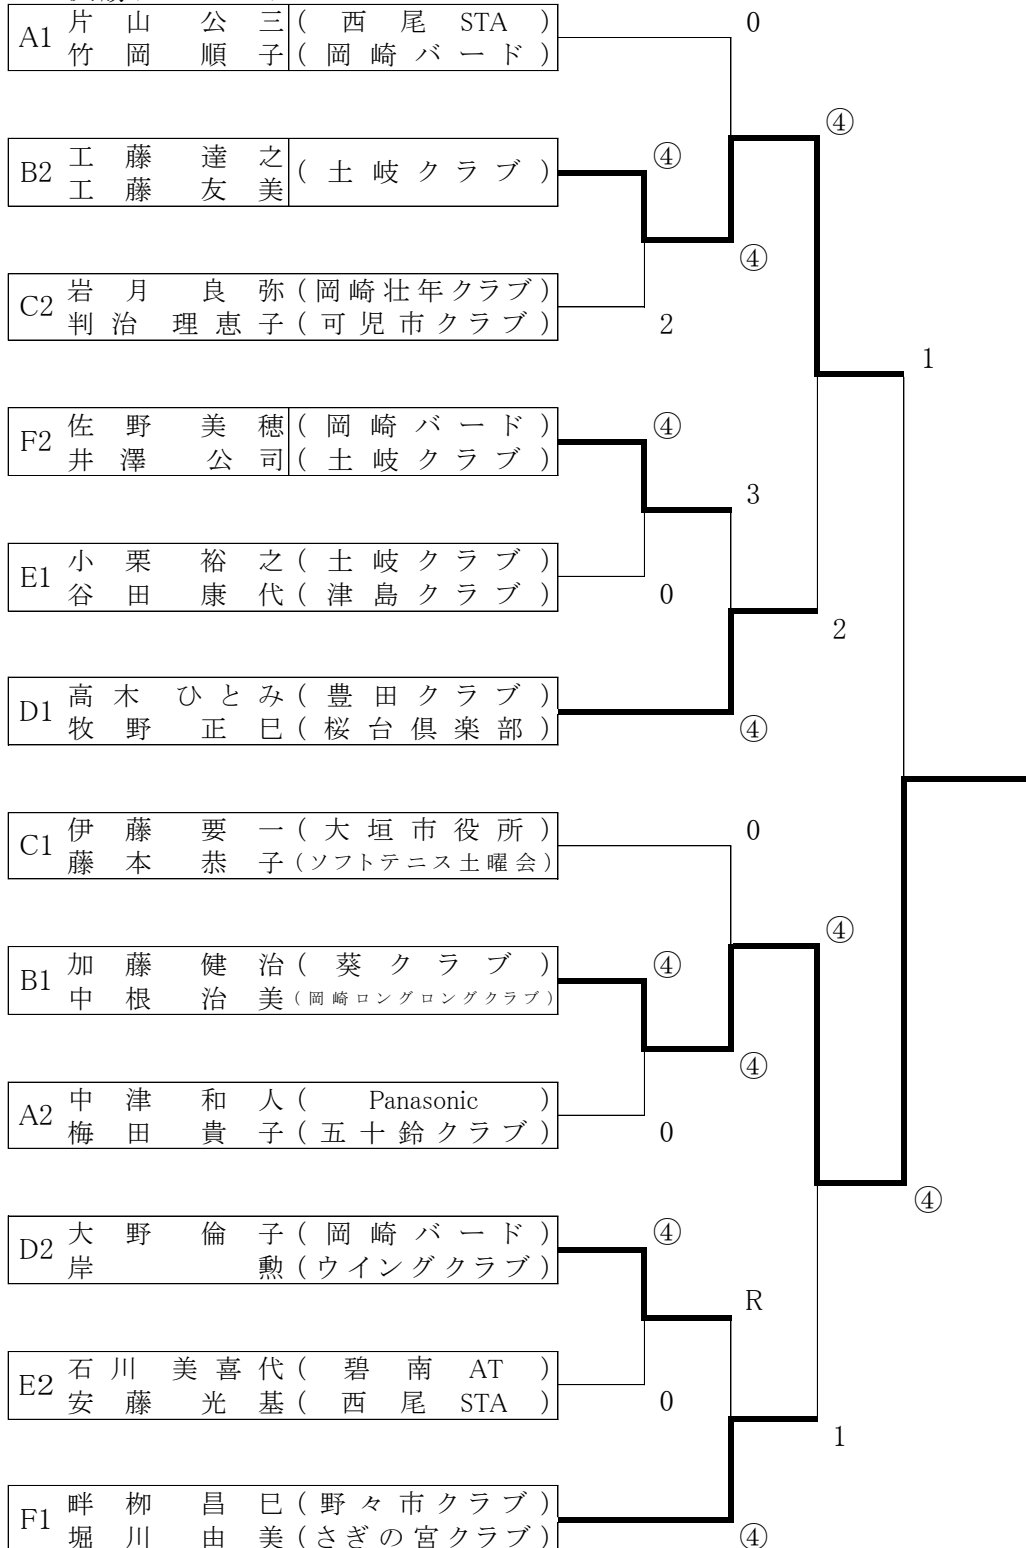 A1 片山公三(西尾 STA) 0
竹岡順子(岡崎バード)
④
B2 工藤達之 (土岐クラブ) ④
工藤友美
④
C2 岩月良弥(岡崎壮年クラブ)
判治理恵子(可児市クラブ) 2
1
F2 佐野美穂(岡崎バード) ④
井澤公司(土岐クラブ)
3
E1 小栗裕之(土岐クラブ)
谷田康代(津島クラブ) 0
2
D1 高木ひとみ(豊田クラブ)
牧野正巳(桜台倶楽部) ④
C1 伊藤要一(大垣市役所) 0
藤本恭子(ソフトテニス土曜会)
④
B1 加藤健治(葵クラブ) ④
中根治美(岡崎ロングロングクラブ)
④
A2 中津和人(Panasonic)
梅田貴子(五十鈴クラブ) 0
④
D2 大野倫子(岡崎バード) ④
岸勲(ウイングクラブ)
R
E2 石川美喜代(碧南 AT)
安藤光基(西尾 STA) 0
1
F1 畔栁昌巳(野々市クラブ)
堀川由美(さぎの宮クラブ) ④